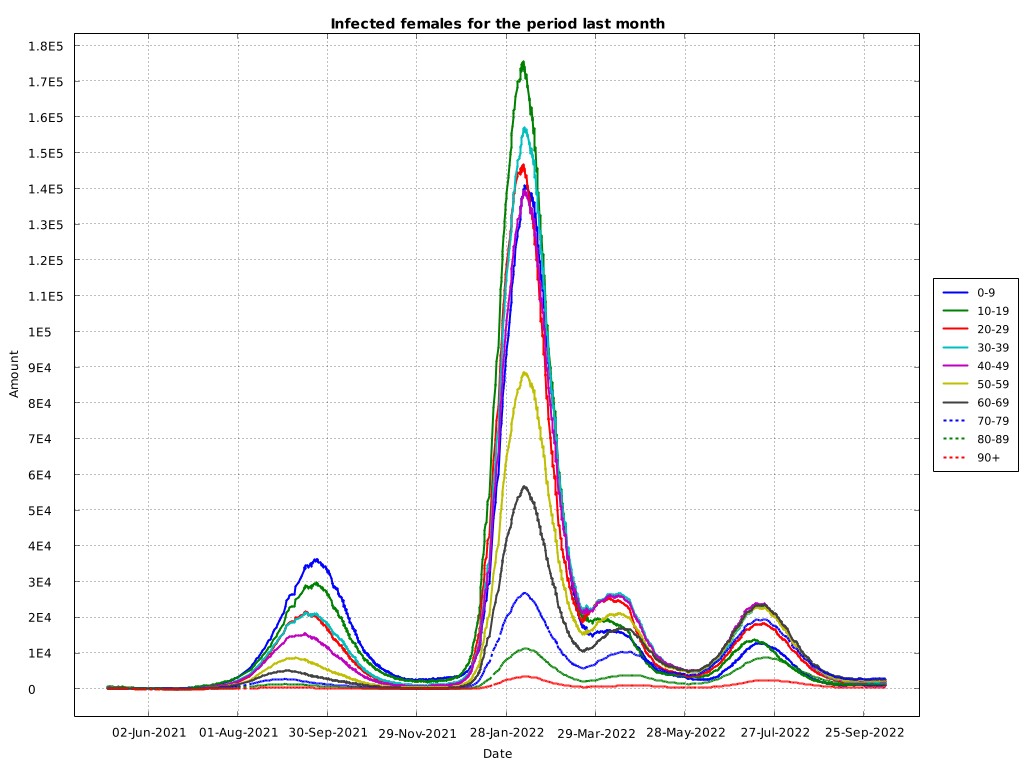 Infected females for the period last month
1.8E5
1.7E5
1.6E5
1.5E5
1.4E5
1.3E5
1.2E5
1.1E5
1E5
9E4
8E4
7E4
6E4
5E4
4E4
3E4
2E4
1E4
0
Amount
02-Jun-2021 01-Aug-2021 30-Sep-2021 29-Nov-2021 28-Jan-2022 29-Mar-2022 28-May-2022 27-Jul-2022 25-Sep-2022
Date
0-9
10-19
20-29
30-39
40-49
50-59
60-69
70-79
80-89
90+